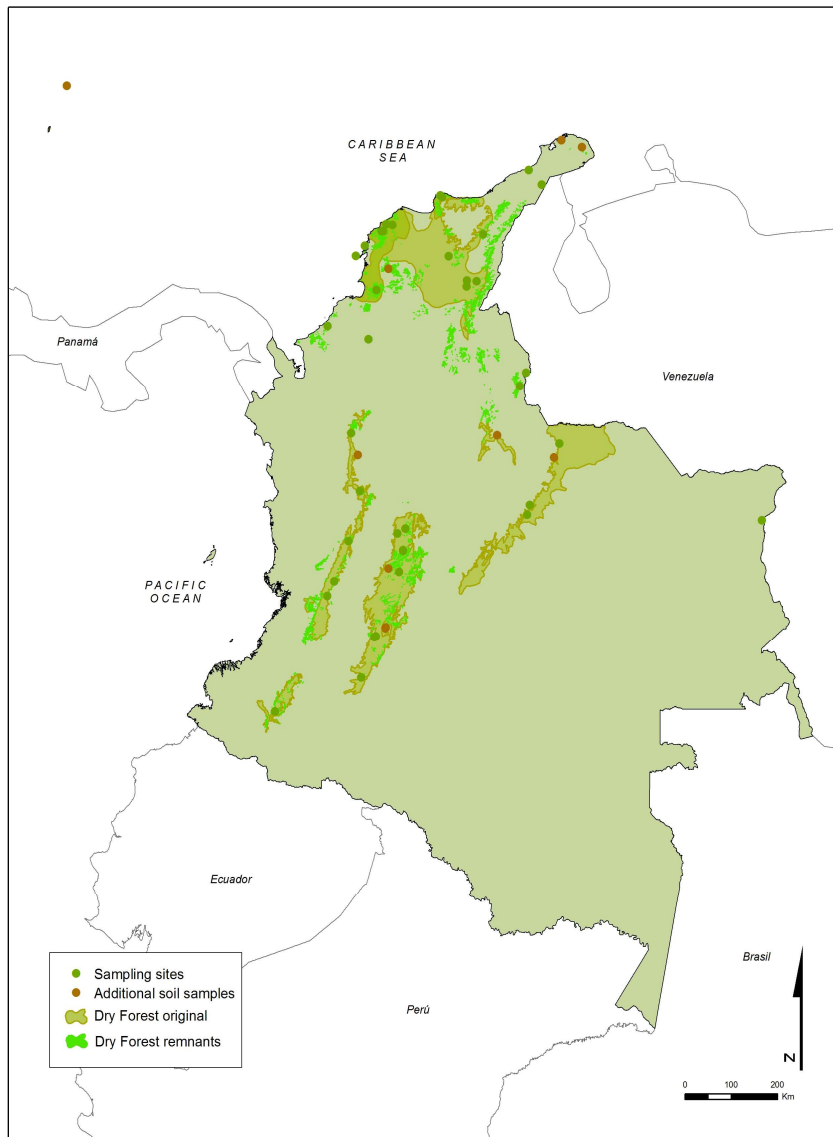 CARIBBEAN
SEA
Panamá
Venezuela
PACIFIC
OCEAN
Ecuador
Brasil
Perú
Sampling sites
Additional soil samples
Dry Forest original
Dry Forest remnants
N
0 100 200
Km